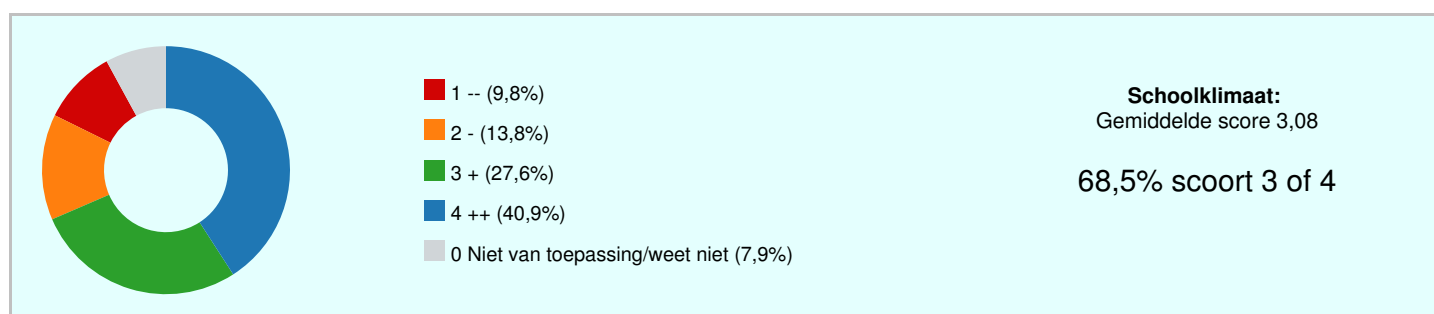 1 -- (9,8%)
2 - (13,8%)
3 + (27,6%)
4 ++ (40,9%)
0 Niet van toepassing/weet niet (7,9%)
Schoolklimaat:
Gemiddelde score 3,08
68,5% scoort 3 of 4